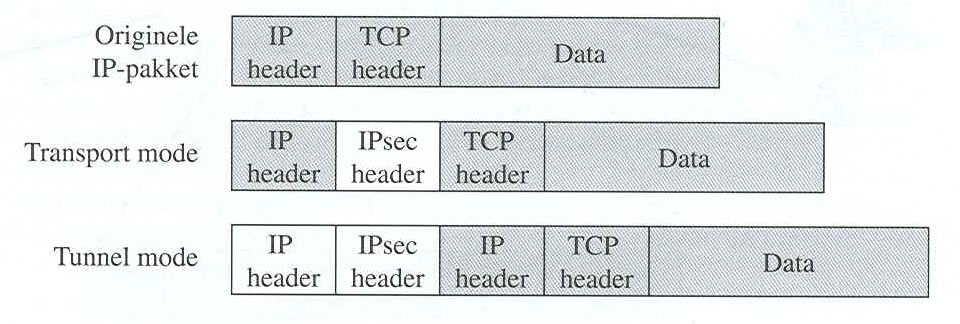 Originele
IP-pakket
IP
header
TCP
header
Data
Transport mode
IP
header
IPsec
header
TCP
header
Data
Tunnel mode
IP
header
IPsec
header
IP
header
TCP
header
Data